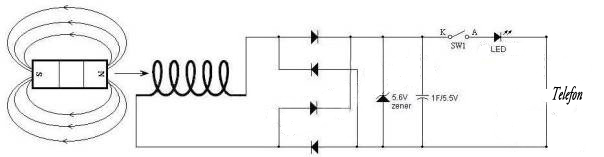 S N
K A
SW1
LED
5.6V
zener
1F/5.5V
Telefon